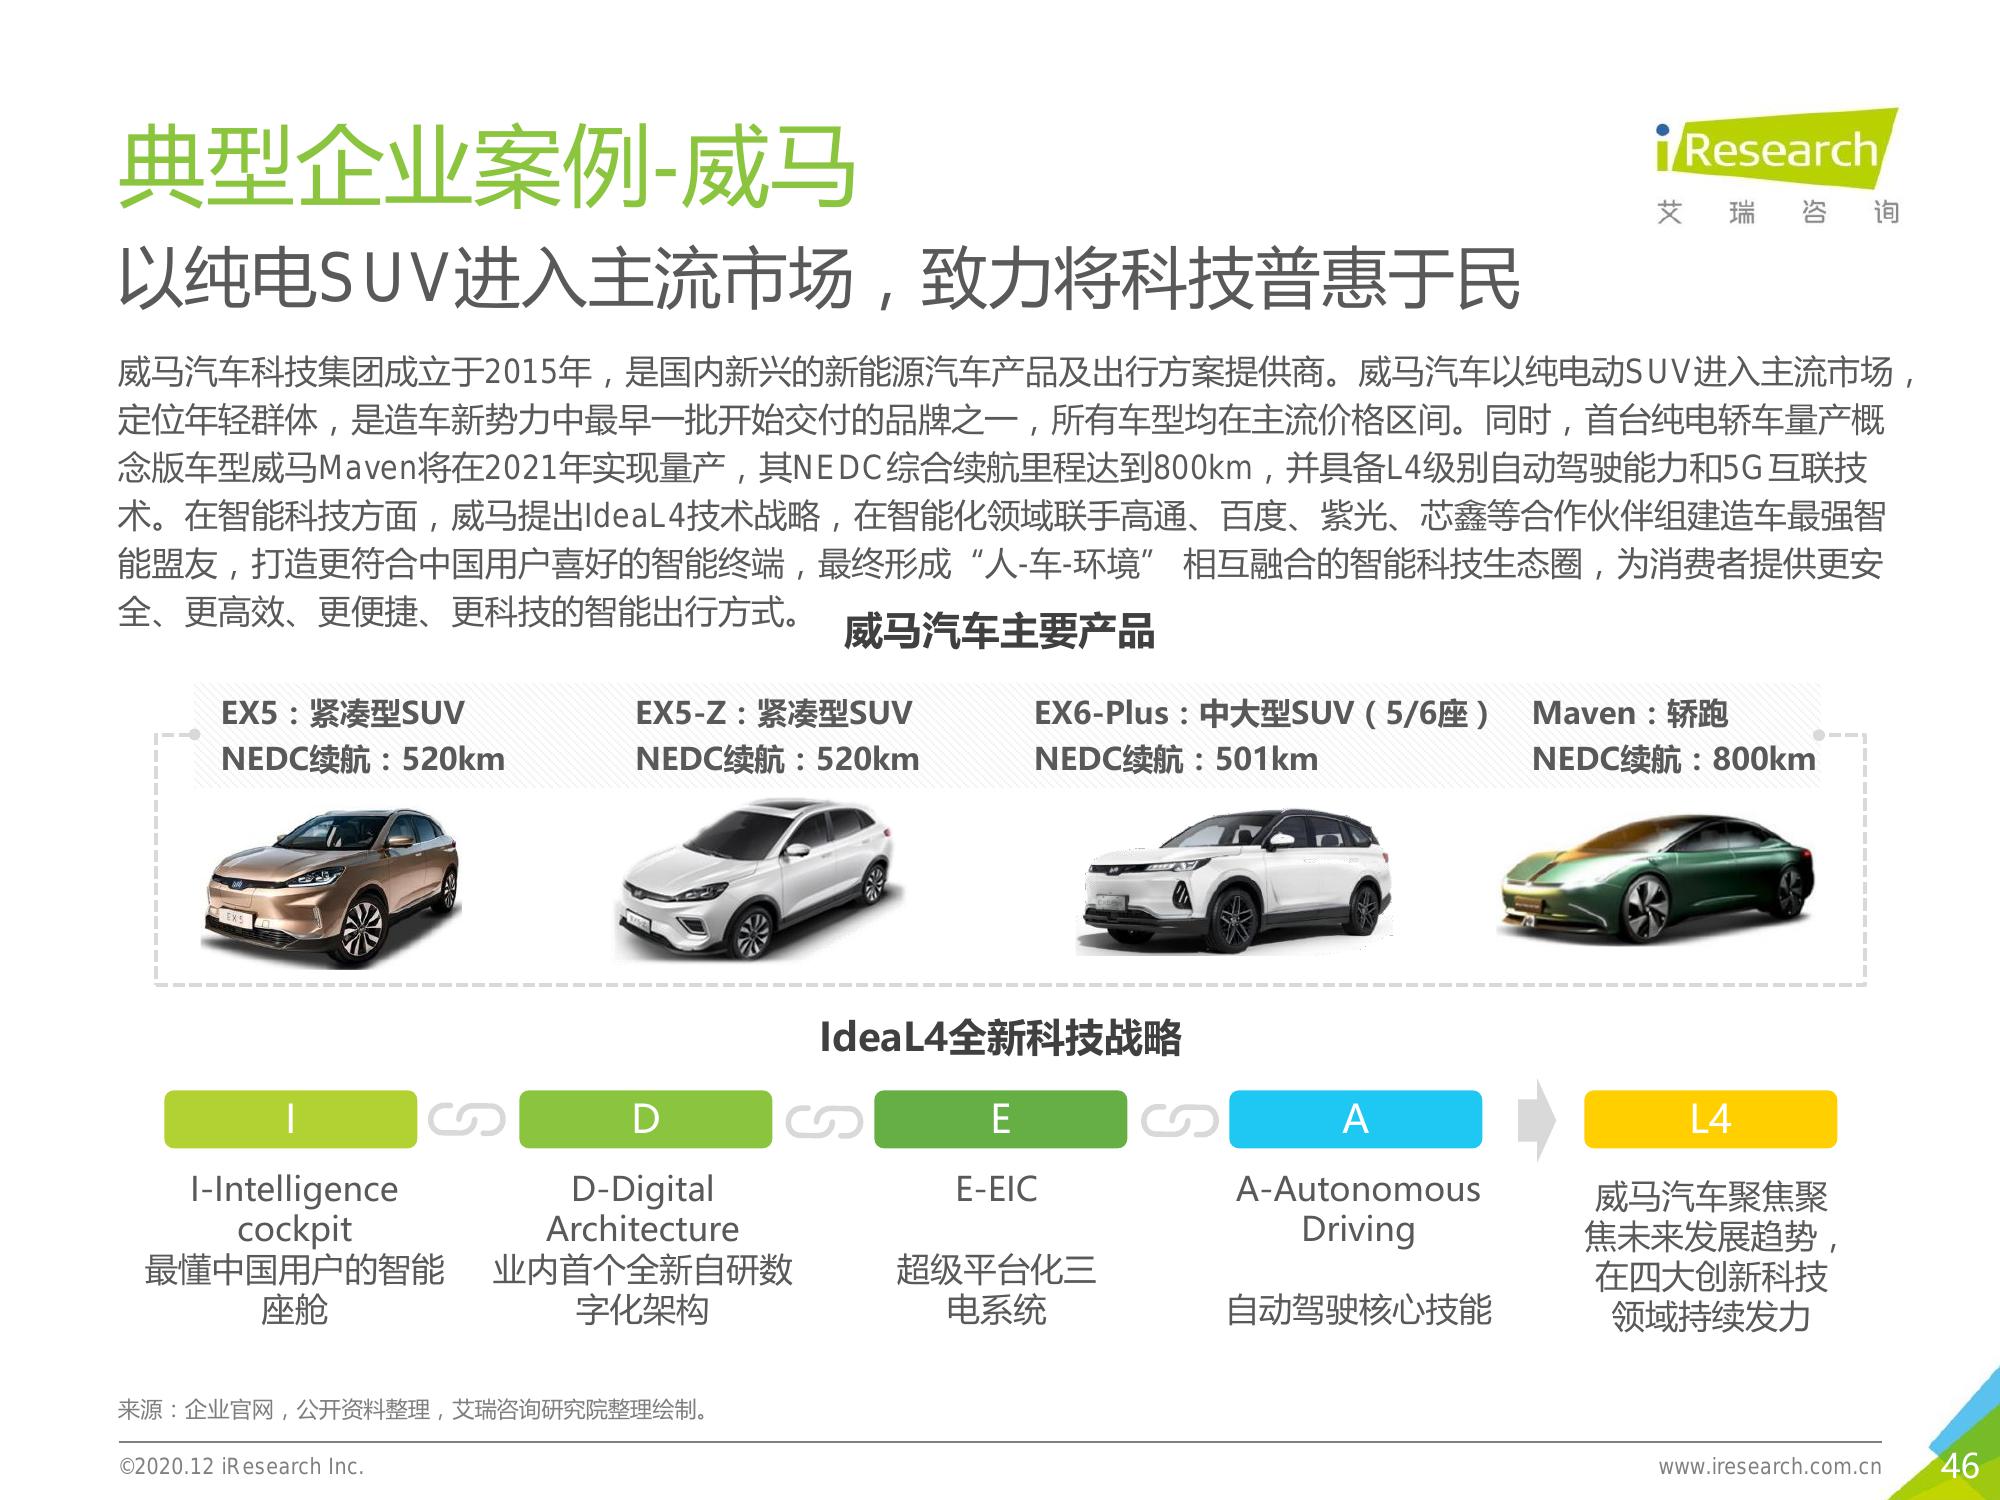 典型企业案例-威马
iResearch
艾瑞咨询
以纯电SUV进入主流市场，致力将科技普惠于民
威马汽车科技集团成立于2015年，是国内新兴的新能源汽车产品及出行方案提供商。威马汽车以纯电动SUV进入主流市场，
定位年轻群体，是造车新势力中最早一批开始交付的品牌之一，所有车型均在主流价格区间。同时，首台纯电轿车量产概
念版车型威马Maven将在2021年实现量产，其NEDC综合续航里程达到800km，并具备L4级别自动驾驶能力和5G互联技
术。在智能科技方面，威马提出IdeaL4技术战略，在智能化领域联手高通、百度、紫光、芯鑫等合作伙伴组建造车最强智
能盟友，打造更符合中国用户喜好的智能终端，最终形成“人-车-环境” 相互融合的智能科技生态圈，为消费者提供更安
全、更高效、更便捷、更科技的智能出行方式。
威马汽车主要产品
EX5：紧凑型SUV
NEDC续航：520km
EX5-Z：紧凑型SUV
NEDC续航：520km
EX6-Plus：中大型SUV（5/6座）
NEDC续航：501km
Maven：轿跑
NEDC续航：800km
EX5
IdeaL4全新科技战略
I
D
E
A
L4
I-Intelligence
cockpit
最懂中国用户的智能
座舱
D-Digital
Architecture
业内首个全新自研数
字化架构
E-EIC
超级平台化三
电系统
A-Autonomous
Driving
自动驾驶核心技能
威马汽车聚焦聚
焦未来发展趋势，
在四大创新科技
领域持续发力
来源：企业官网，公开资料整理，艾瑞咨询研究院整理绘制。
©2020.12 iResearch Inc.
www.iresearch.com.cn
46